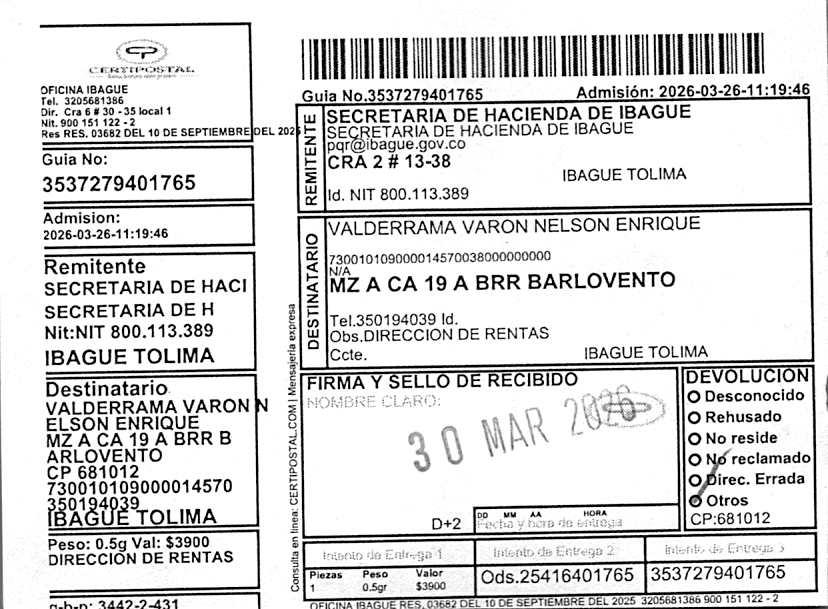 CERTIPOSTAL
OFICINA IBAGUE
Tel. 3205681386
Dir. Cra 6 # 30 - 35 local 1
Nit. 900 151 122 - 2
Res RES. 03682 DEL 10 DE SEPTIEMBRE DEL 2025
Guia No:
3537279401765
Admision:
2026-03-26-11:19:46
Remitente
SECRETARIA DE HACI
SECRETARIA DE H
Nit:NIT 800.113.389
IBAGUE TOLIMA
Destinatario
VALDERRAMA VARON N
ELSON ENRIQUE
MZ A CA 19 A BRR B
ARLOVENTO
CP 681012
730010109000014570
350194039
IBAGUE TOLIMA
Peso: 0.5g Val: $3900
DIRECCION DE RENTAS
g-b-p: 3442-2-431
Guia No.3537279401765 Admisión: 2026-03-26-11:19:46
REMITENTE
SECRETARIA DE HACIENDA DE IBAGUE
SECRETARIA DE HACIENDA DE IBAGUE
pqr@ibague.gov.co
CRA 2 # 13-38
IBAGUE TOLIMA
Id. NIT 800.113.389
DESTINATARIO
VALDERRAMA VARON NELSON ENRIQUE
730010109000014570038000000000
N/A
MZ A CA 19 A BRR BARLOVENTO
Tel.350194039 Id.
Obs.DIRECCION DE RENTAS
Ccte. IBAGUE TOLIMA
Consulta en linea: CERTIPOSTAL.COM | Mensajeria expresa
FIRMA Y SELLO DE RECIBIDO
NOMBRE CLARO:
30 MAR 2026
D+2
DD MM AA HORA
Fecha y hora de entrega
DEVOLUCION
Desconocido
Rehusado
No reside
No reclamado
Direc. Errada
Otros
CP:681012
Intento de Entrega 1 Intento de Entrega 2 Intento de Entrega 3
Piezas Peso Valor
1 0.5gr $3900
Ods.25416401765 3537279401765
OFICINA IBAGUE RES. 03682 DEL 10 DE SEPTIEMBRE DEL 2025 3205681386 900 151 122 - 2